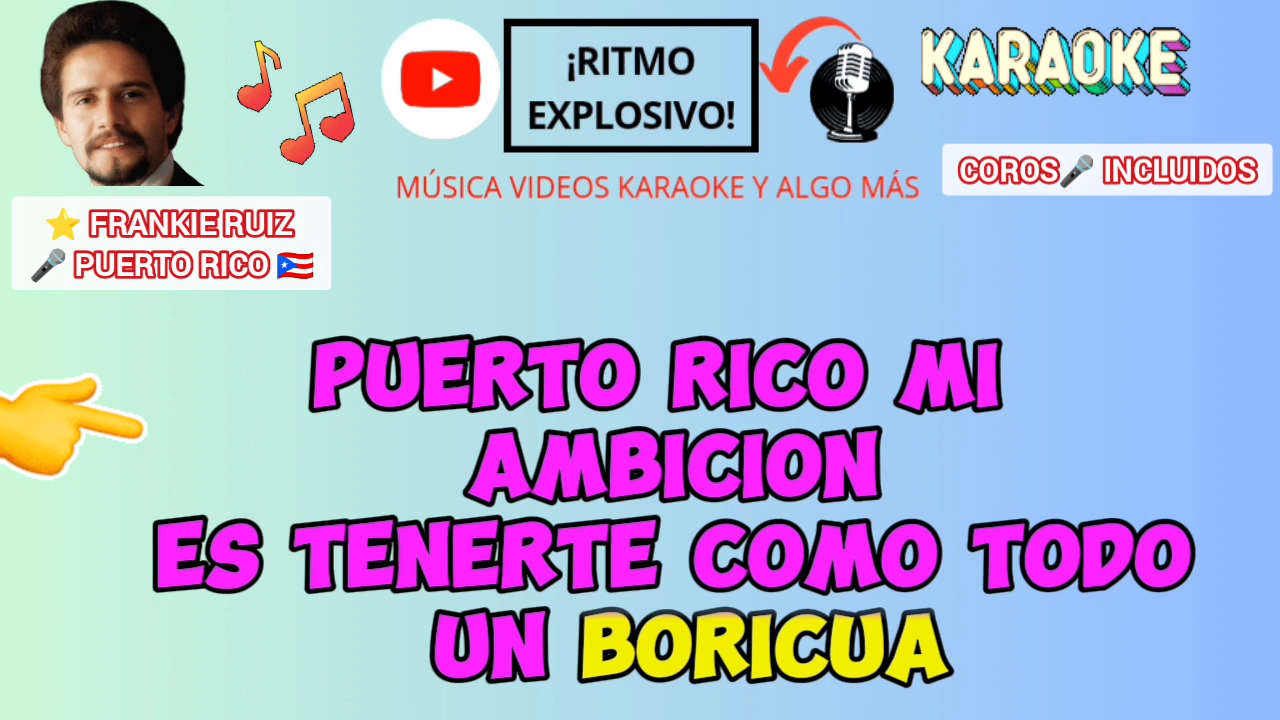 ¡RITMO
EXPLOSIVO!
KARAOKE
MÚSICA VIDEOS KARAOKE Y ALGO MÁS
COROS🎤 INCLUIDOS
⭐ FRANKIE RUIZ
🎤 PUERTO RICO 🇵🇷
PUERTO RICO MI
AMBICION
ES TENERTE COMO TODO
UN BORICUA